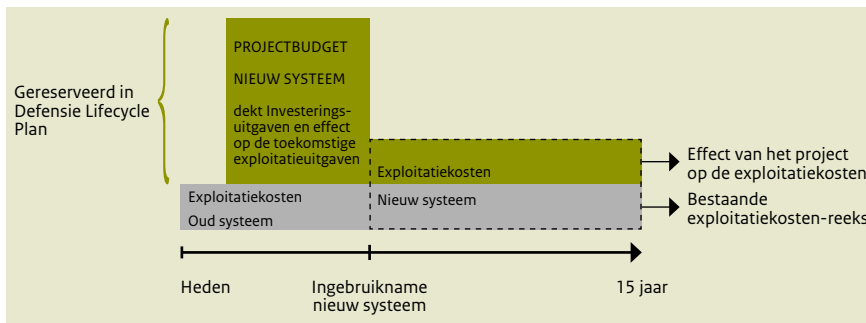 PROJECTBUDGET
NIEUW SYSTEEM
dekt Investerings-
uitgaven en effect
op de toekomstige
exploitatieuitgaven
Gereserveerd in
Defensie Lifecycle
Plan
Exploitatiekosten
Effect van het project
op de exploitatiekosten
Exploitatiekosten
Oud systeem
Nieuw systeem
Bestaande
exploitatiekosten-reeks
Heden
Ingebruikname
nieuw systeem
15 jaar